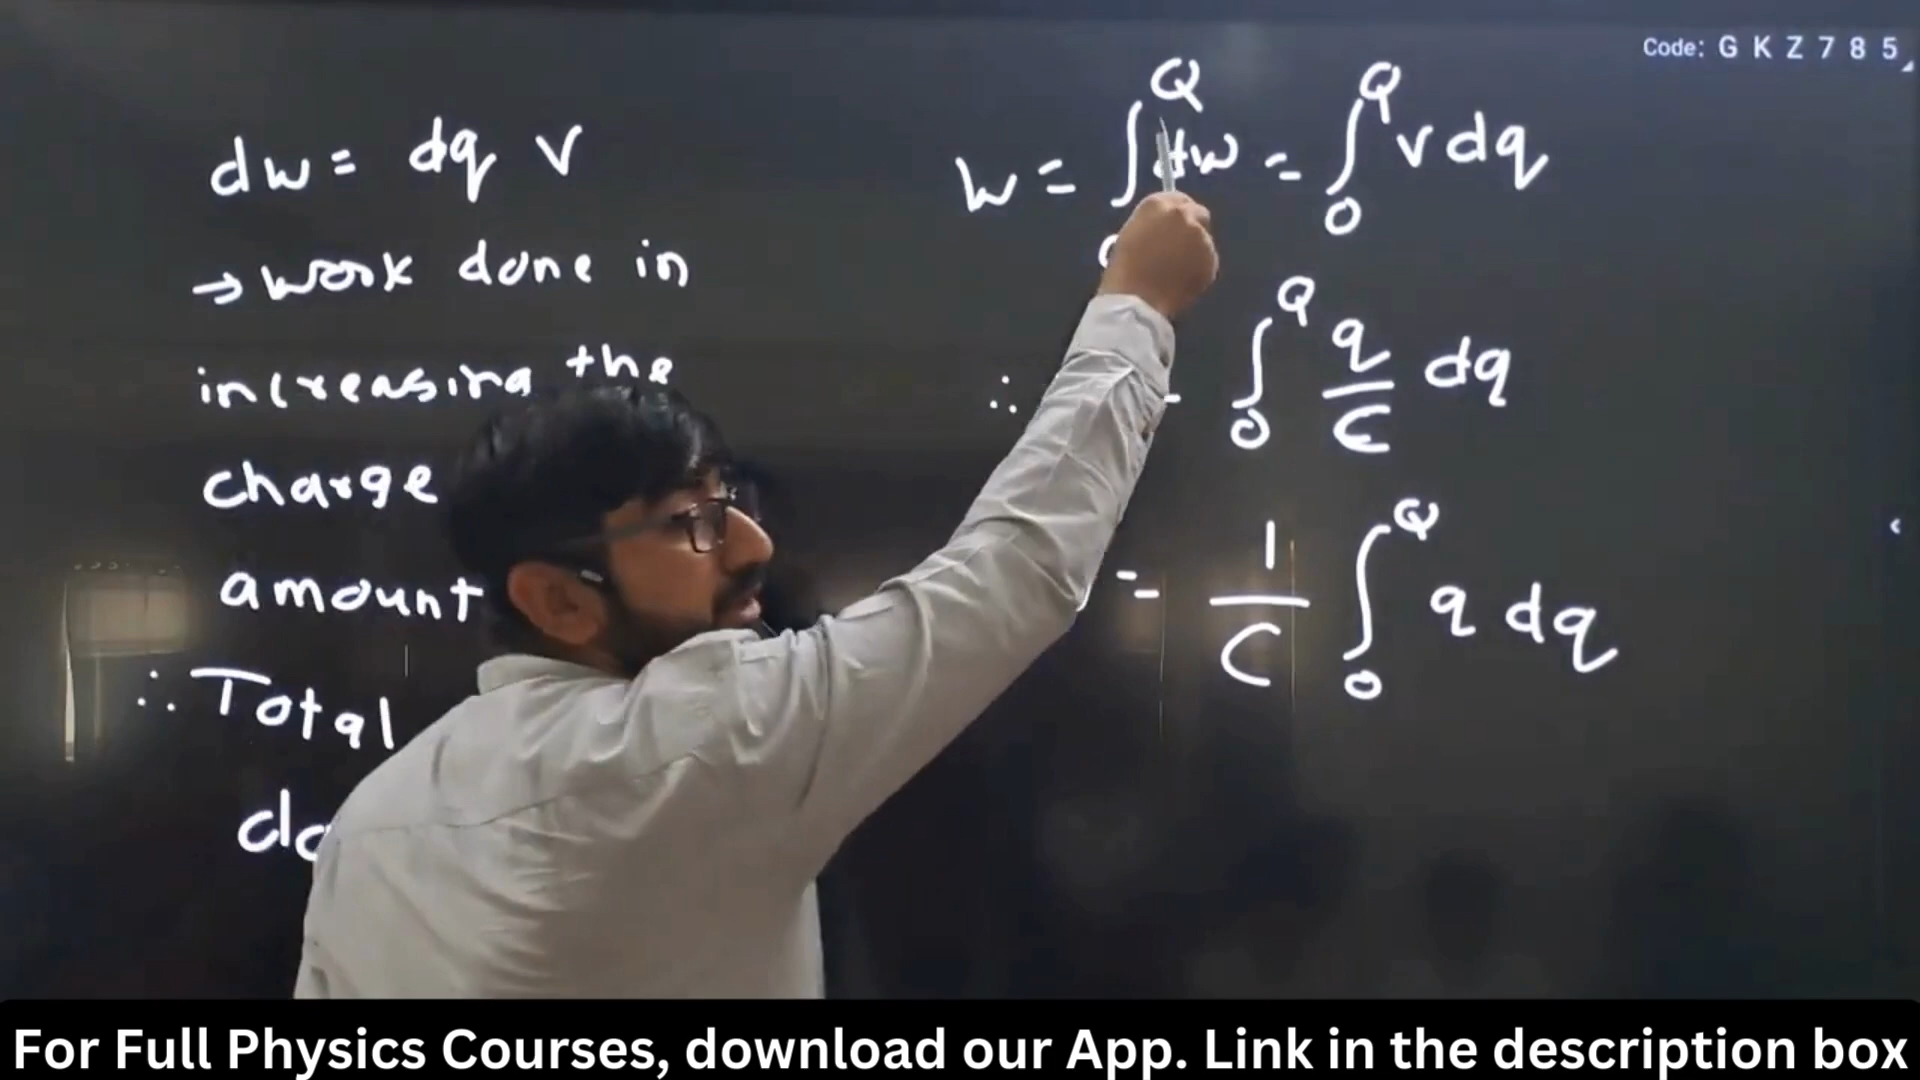 Code: G K Z 7 8 5
dw = dq v
→ work done in
increasing the
charge
amount
∴ Total
W = ∫₀^Q dw = ∫₀^Q v dq
∴ = ∫₀^Q q/C dq
= 1/C ∫₀^Q q dq
For Full Physics Courses, download our App. Link in the description box